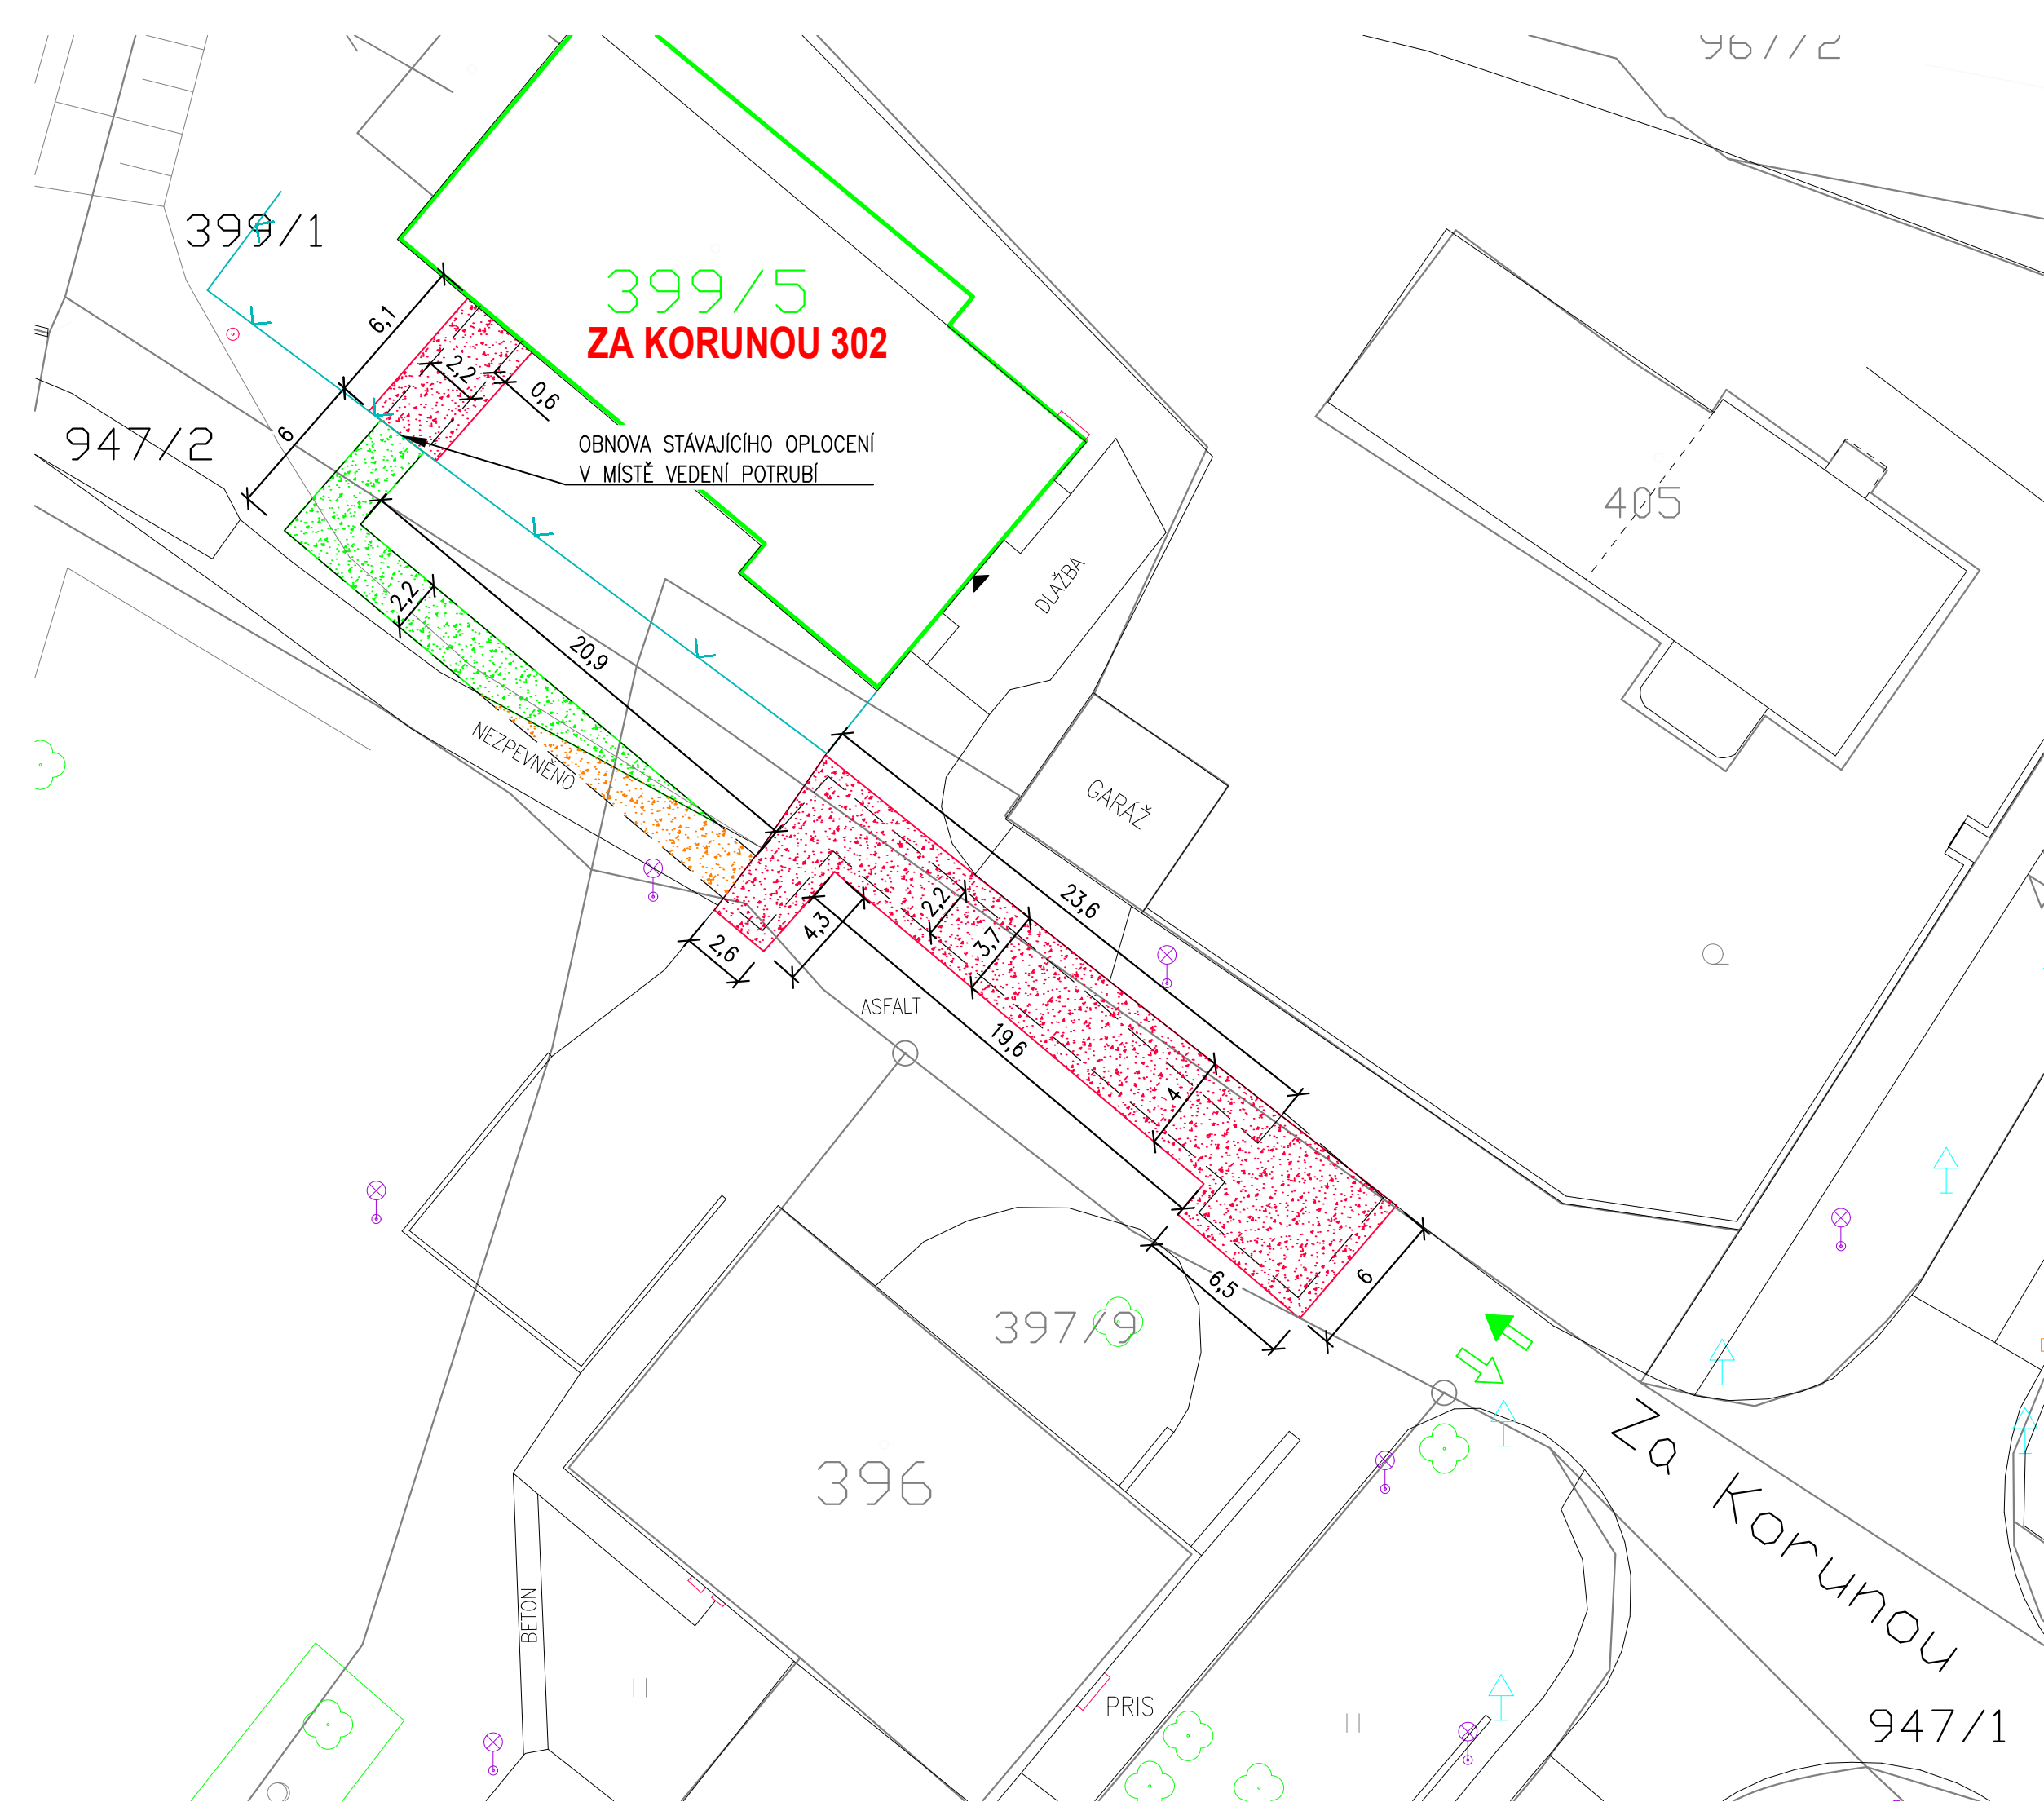 967/2
399/1
399/5
ZA KORUNOU 302
6,1
2,2
0,6
6
947/2
OBNOVA STÁVAJÍCÍHO OPLOCENÍ
V MÍSTĚ VEDENÍ POTRUBÍ
405
DLAŽBA
2,2
20,9
NEZPEVNĚNO
GARÁŽ
23,6
2,2
4,3
3,7
2,6
ASFALT
19,6
4
6,5
6
397/9
Za Korunou
396
BETON
PRIS
947/1